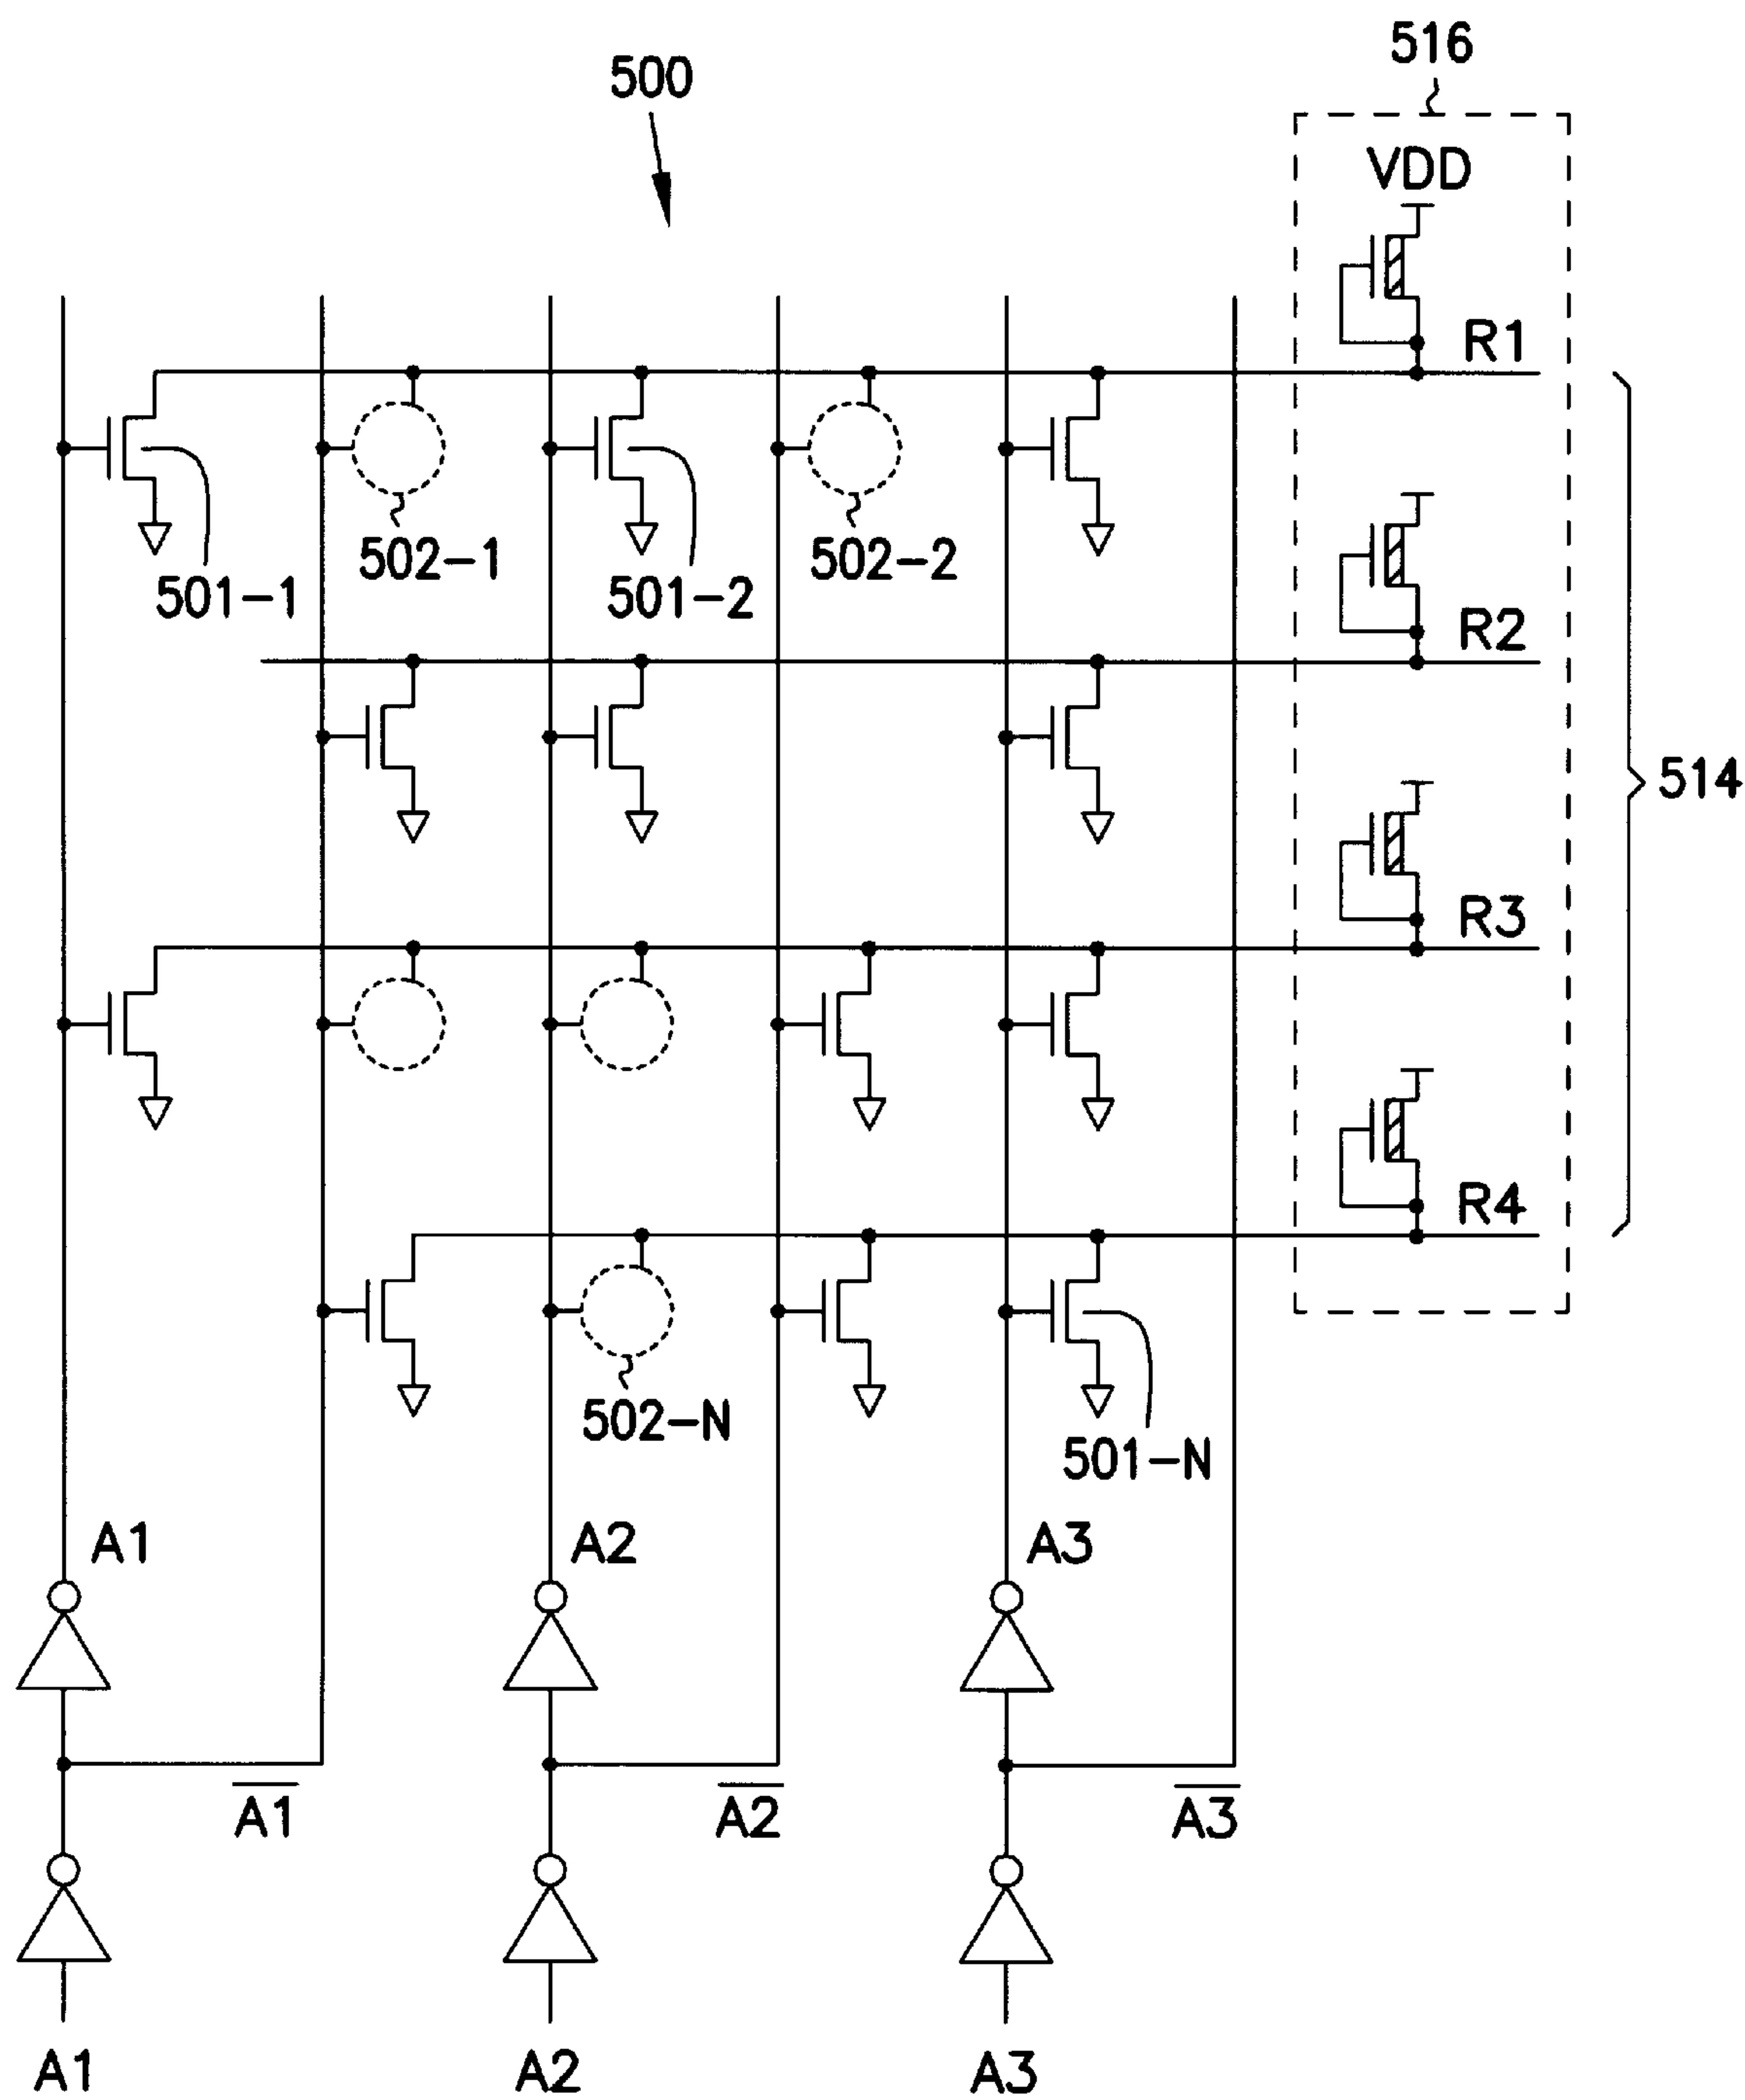 516
500
VDD
R1
502-1
502-2
501-1
501-2
R2
514
R3
R4
502-N
501-N
A1
A2
A3
A1̅
A2̅
A3̅
A1
A2
A3